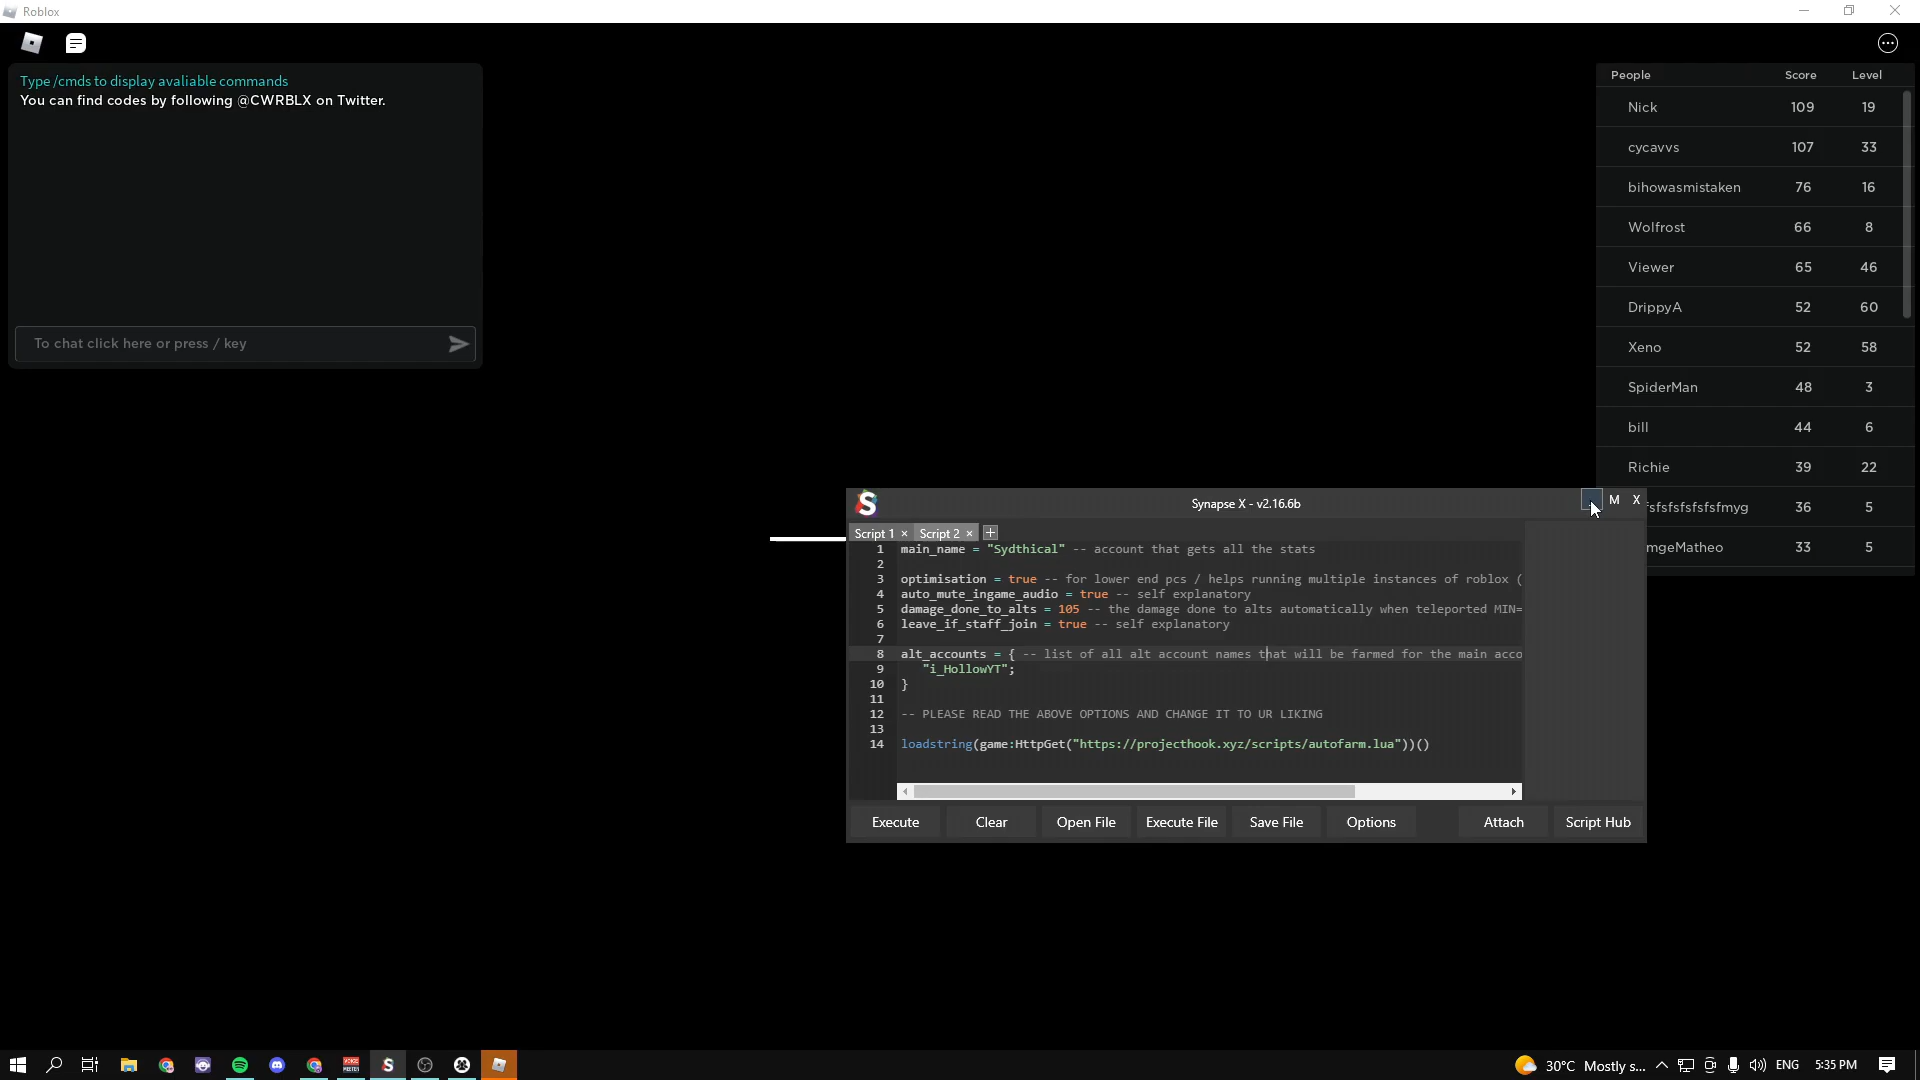 Roblox
Type /cmds to display avaliable commands
You can find codes by following @CWRBLX on Twitter.
To chat click here or press / key
People Score Level
Nick 109 19
cycavvs 107 33
bihowasmistaken 76 16
Wolfrost 66 8
Viewer 65 46
DrippyA 52 60
Xeno 52 58
SpiderMan 48 3
bill 44 6
Richie 39 22
fsfsfsfsfsfmyg 36 5
mgeMatheo 33 5
Synapse X - v2.16.6b
M X
Script 1 × Script 2 × +
1 main_name = "Sydthical" -- account that gets all the stats
2
3 optimisation = true -- for lower end pcs / helps running multiple instances of roblox (
4 auto_mute_ingame_audio = true -- self explanatory
5 damage_done_to_alts = 105 -- the damage done to alts automatically when teleported MIN=
6 leave_if_staff_join = true -- self explanatory
7
8 alt_accounts = { -- list of all alt account names that will be farmed for the main acco
9 "i_HollowYT";
10 }
11
12 -- PLEASE READ THE ABOVE OPTIONS AND CHANGE IT TO UR LIKING
13
14 loadstring(game:HttpGet("https://projecthook.xyz/scripts/autofarm.lua"))()
Execute Clear Open File Execute File Save File Options Attach Script Hub
30°C Mostly s... ENG 5:35 PM